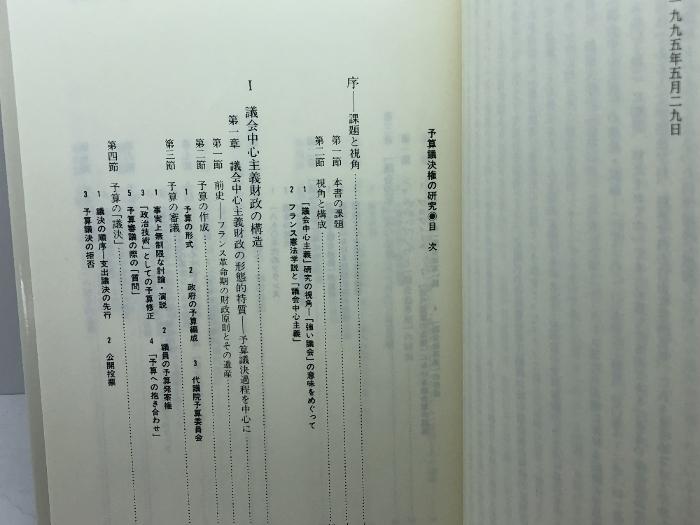 一九九五年五月二九日
予算議決権の研究●目 次
序——課題と視角
第一節 本書の課題
第二節 視角と構成
1 「議会中心主義」研究の視角—「強い議会」の意味をめぐって
2 フランス憲法学説と「議会中心主義」
Ⅰ 議会中心主義財政の構造
第一章 議会中心主義財政の形態的特質——予算議決過程を中心に
第一節 前史——フランス革命期の財政原則とその遺産
第二節 予算の作成
1 予算の形式 2 政府の予算編成 3 代議院予算委員会
第三節 予算の審議
1 事実上無制限な討論・演説 2 議員の予算発案権
3 「政治技術」としての予算修正 4 「予算への抱き合わせ」
5 予算審議の際の「質問」
第四節 予算の「議決」
1 議決の順序—支出議決の先行 2 公開投票
3 予算議決の拒否